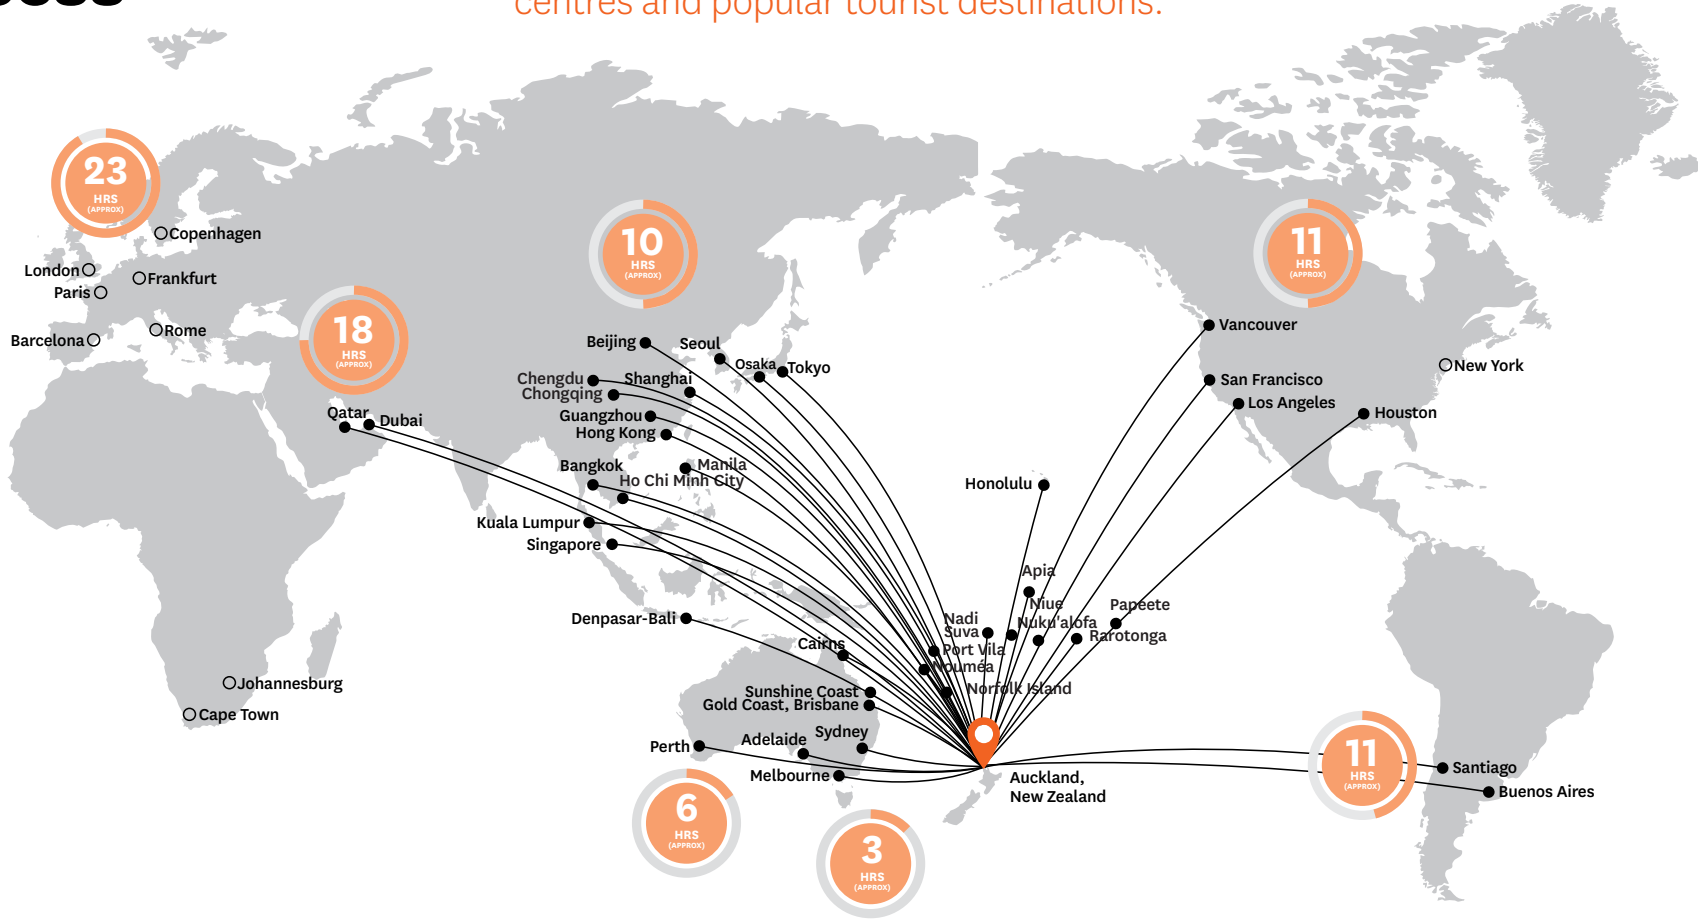 centres and popular tourist destinations.
23
HRS
(APPROX)
Copenhagen
London
Frankfurt
Paris
Barcelona
Rome
18
HRS
(APPROX)
10
HRS
(APPROX)
11
HRS
(APPROX)
Qatar
Dubai
Beijing
Seoul
Osaka
Tokyo
Chengdu
Shanghai
Chongqing
Guangzhou
Hong Kong
Bangkok
Manila
Ho Chi Minh City
Kuala Lumpur
Singapore
Denpasar-Bali
Vancouver
New York
San Francisco
Los Angeles
Houston
Honolulu
Apia
Niue
Papeete
Nadi
Suva
Nuku'alofa
Rarotonga
Port Vila
Nouméa
Norfolk Island
Cairns
Sunshine Coast
Gold Coast, Brisbane
Sydney
Adelaide
Perth
Melbourne
Johannesburg
Cape Town
Auckland,
New Zealand
11
HRS
(APPROX)
Santiago
Buenos Aires
6
HRS
(APPROX)
3
HRS
(APPROX)